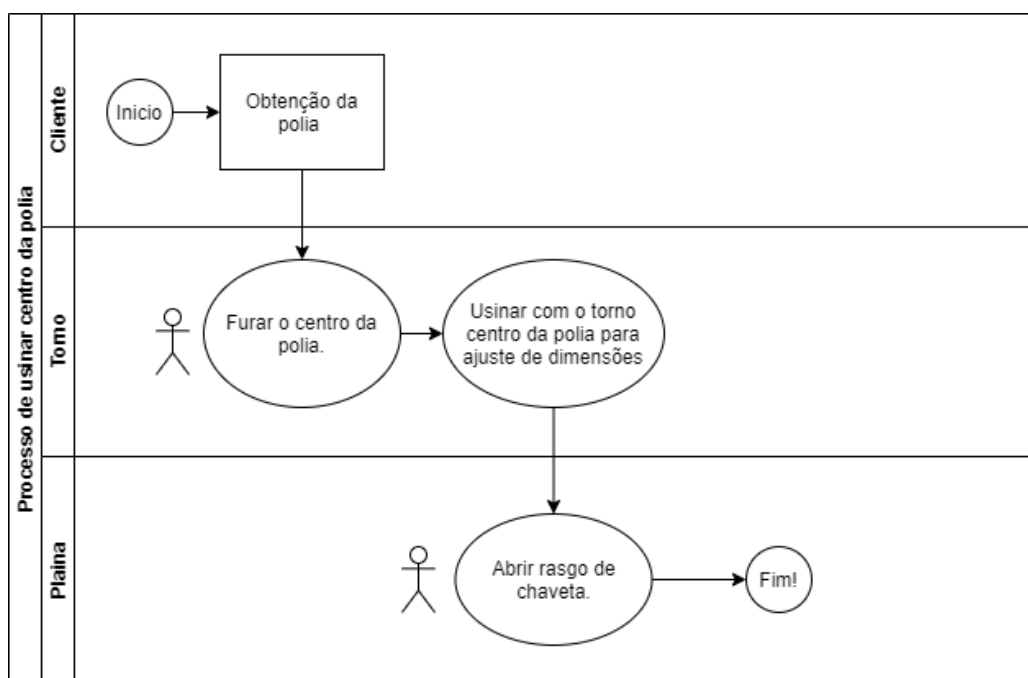 Processo de usinar centro da polia
Cliente
Inicio
Obtenção da
polia
Torno
Furar o centro da
polia.
Usinar com o torno
centro da polia para
ajuste de dimensões
Plaina
Abrir rasgo de
chaveta.
Fim!